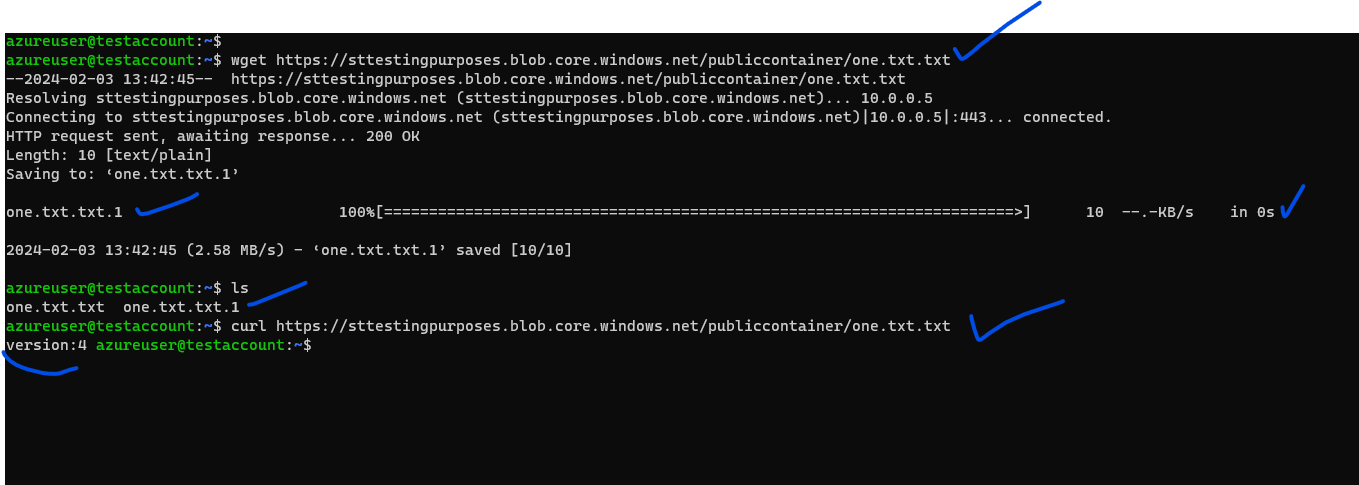 azureuser@testaccount:~$
azureuser@testaccount:~$ wget https://sttestingpurposes.blob.core.windows.net/publiccontainer/one.txt.txt
--2024-02-03 13:42:45--  https://sttestingpurposes.blob.core.windows.net/publiccontainer/one.txt.txt
Resolving sttestingpurposes.blob.core.windows.net (sttestingpurposes.blob.core.windows.net)... 10.0.0.5
Connecting to sttestingpurposes.blob.core.windows.net (sttestingpurposes.blob.core.windows.net)|10.0.0.5|:443... connected.
HTTP request sent, awaiting response... 200 OK
Length: 10 [text/plain]
Saving to: ‘one.txt.txt.1’
one.txt.txt.1 100%[======================================================================>] 10 --.-KB/s in 0s
2024-02-03 13:42:45 (2.58 MB/s) - ‘one.txt.txt.1’ saved [10/10]
azureuser@testaccount:~$ ls
one.txt.txt  one.txt.txt.1
azureuser@testaccount:~$ curl https://sttestingpurposes.blob.core.windows.net/publiccontainer/one.txt.txt
version:4 azureuser@testaccount:~$